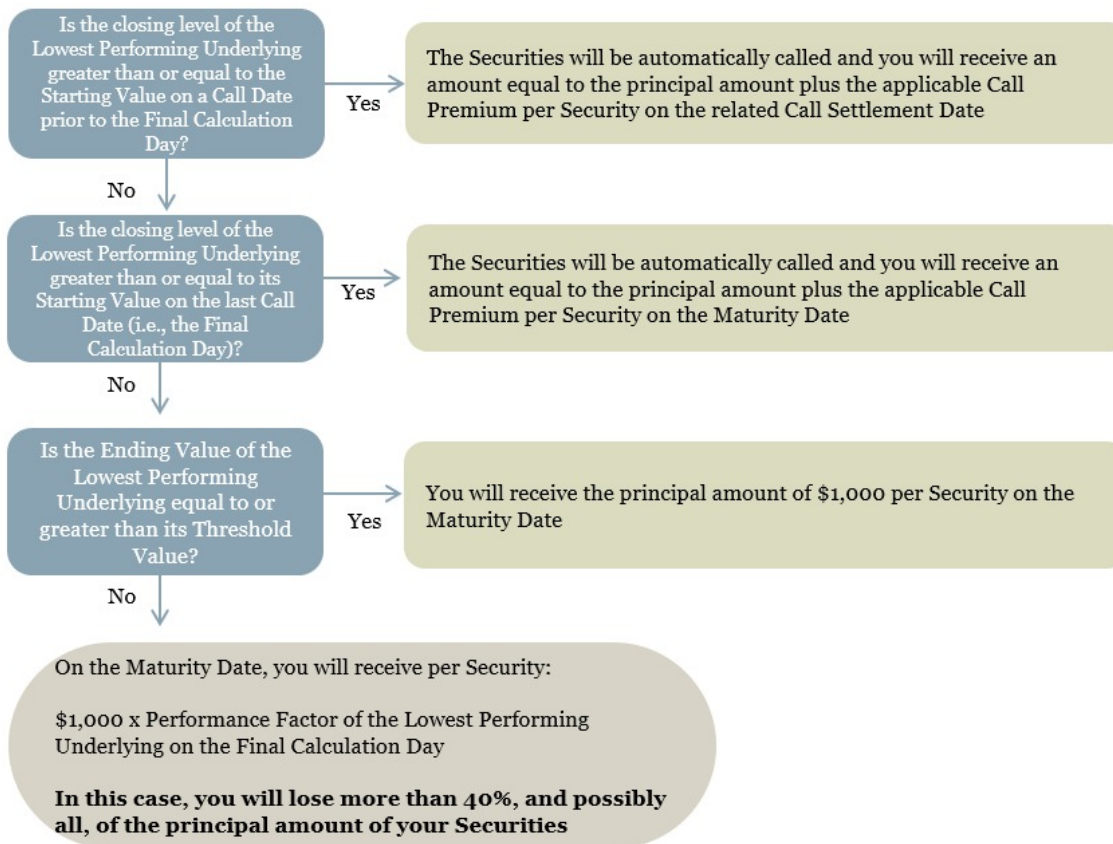 Is the closing level of the
Lowest Performing Underlying
greater than or equal to the
Starting Value on a Call Date
prior to the Final Calculation
Day?
Yes
The Securities will be automatically called and you will receive an
amount equal to the principal amount plus the applicable Call
Premium per Security on the related Call Settlement Date
No
Is the closing level of the
Lowest Performing Underlying
greater than or equal to its
Starting Value on the last Call
Date (i.e., the Final
Calculation Day)?
Yes
The Securities will be automatically called and you will receive an
amount equal to the principal amount plus the applicable Call
Premium per Security on the Maturity Date
No
Is the Ending Value of the
Lowest Performing
Underlying equal to or
greater than its Threshold
Value?
Yes
You will receive the principal amount of $1,000 per Security on the
Maturity Date
No
On the Maturity Date, you will receive per Security:
$1,000 x Performance Factor of the Lowest Performing
Underlying on the Final Calculation Day
In this case, you will lose more than 40%, and possibly
all, of the principal amount of your Securities